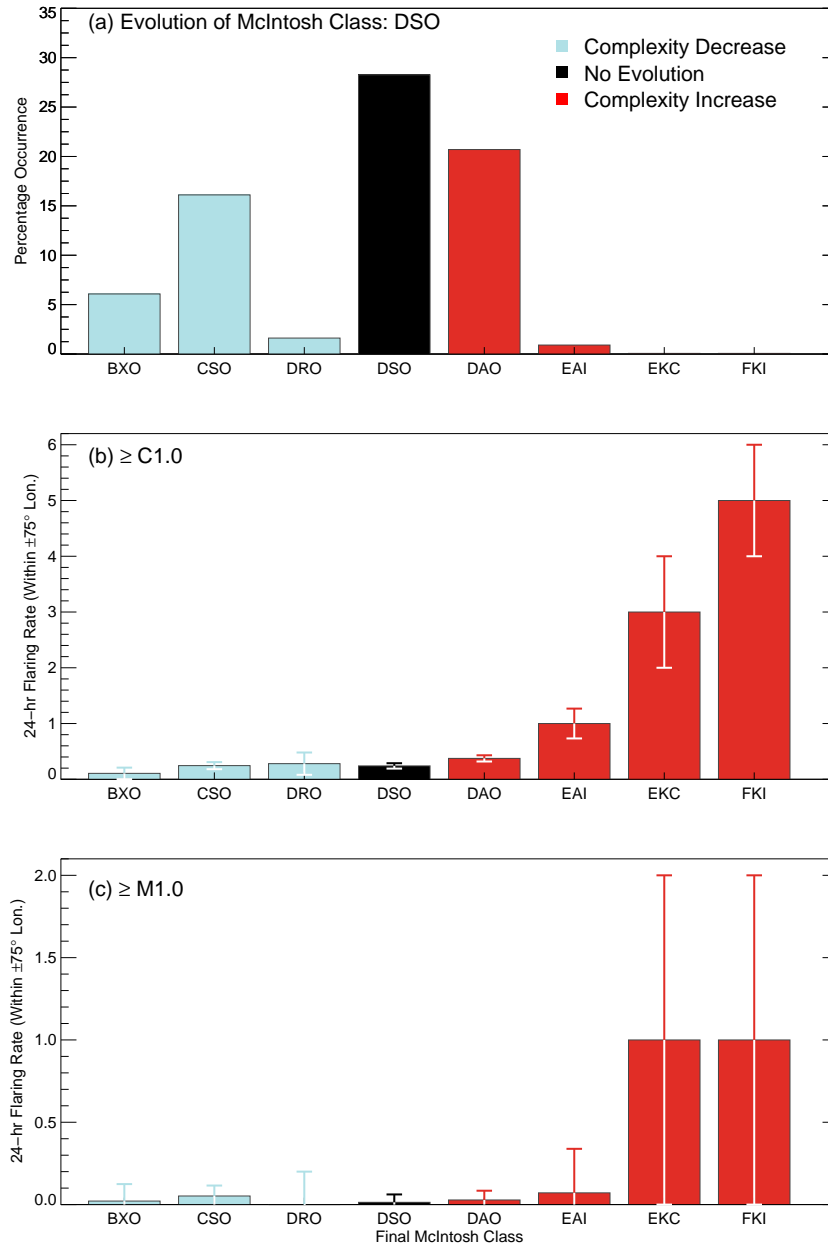 (a) Evolution of McIntosh Class: DSO
Complexity Decrease
No Evolution
Complexity Increase
Percentage Occurrence
35
30
25
20
15
10
5
0
BXO CSO DRO DSO DAO EAI EKC FKI
(b) ≥ C1.0
24−hr Flaring Rate (Within ±75° Lon.)
6
5
4
3
2
1
0
BXO CSO DRO DSO DAO EAI EKC FKI
(c) ≥ M1.0
24−hr Flaring Rate (Within ±75° Lon.)
2.0
1.5
1.0
0.5
0.0
BXO CSO DRO DSO DAO EAI EKC FKI
Final McIntosh Class